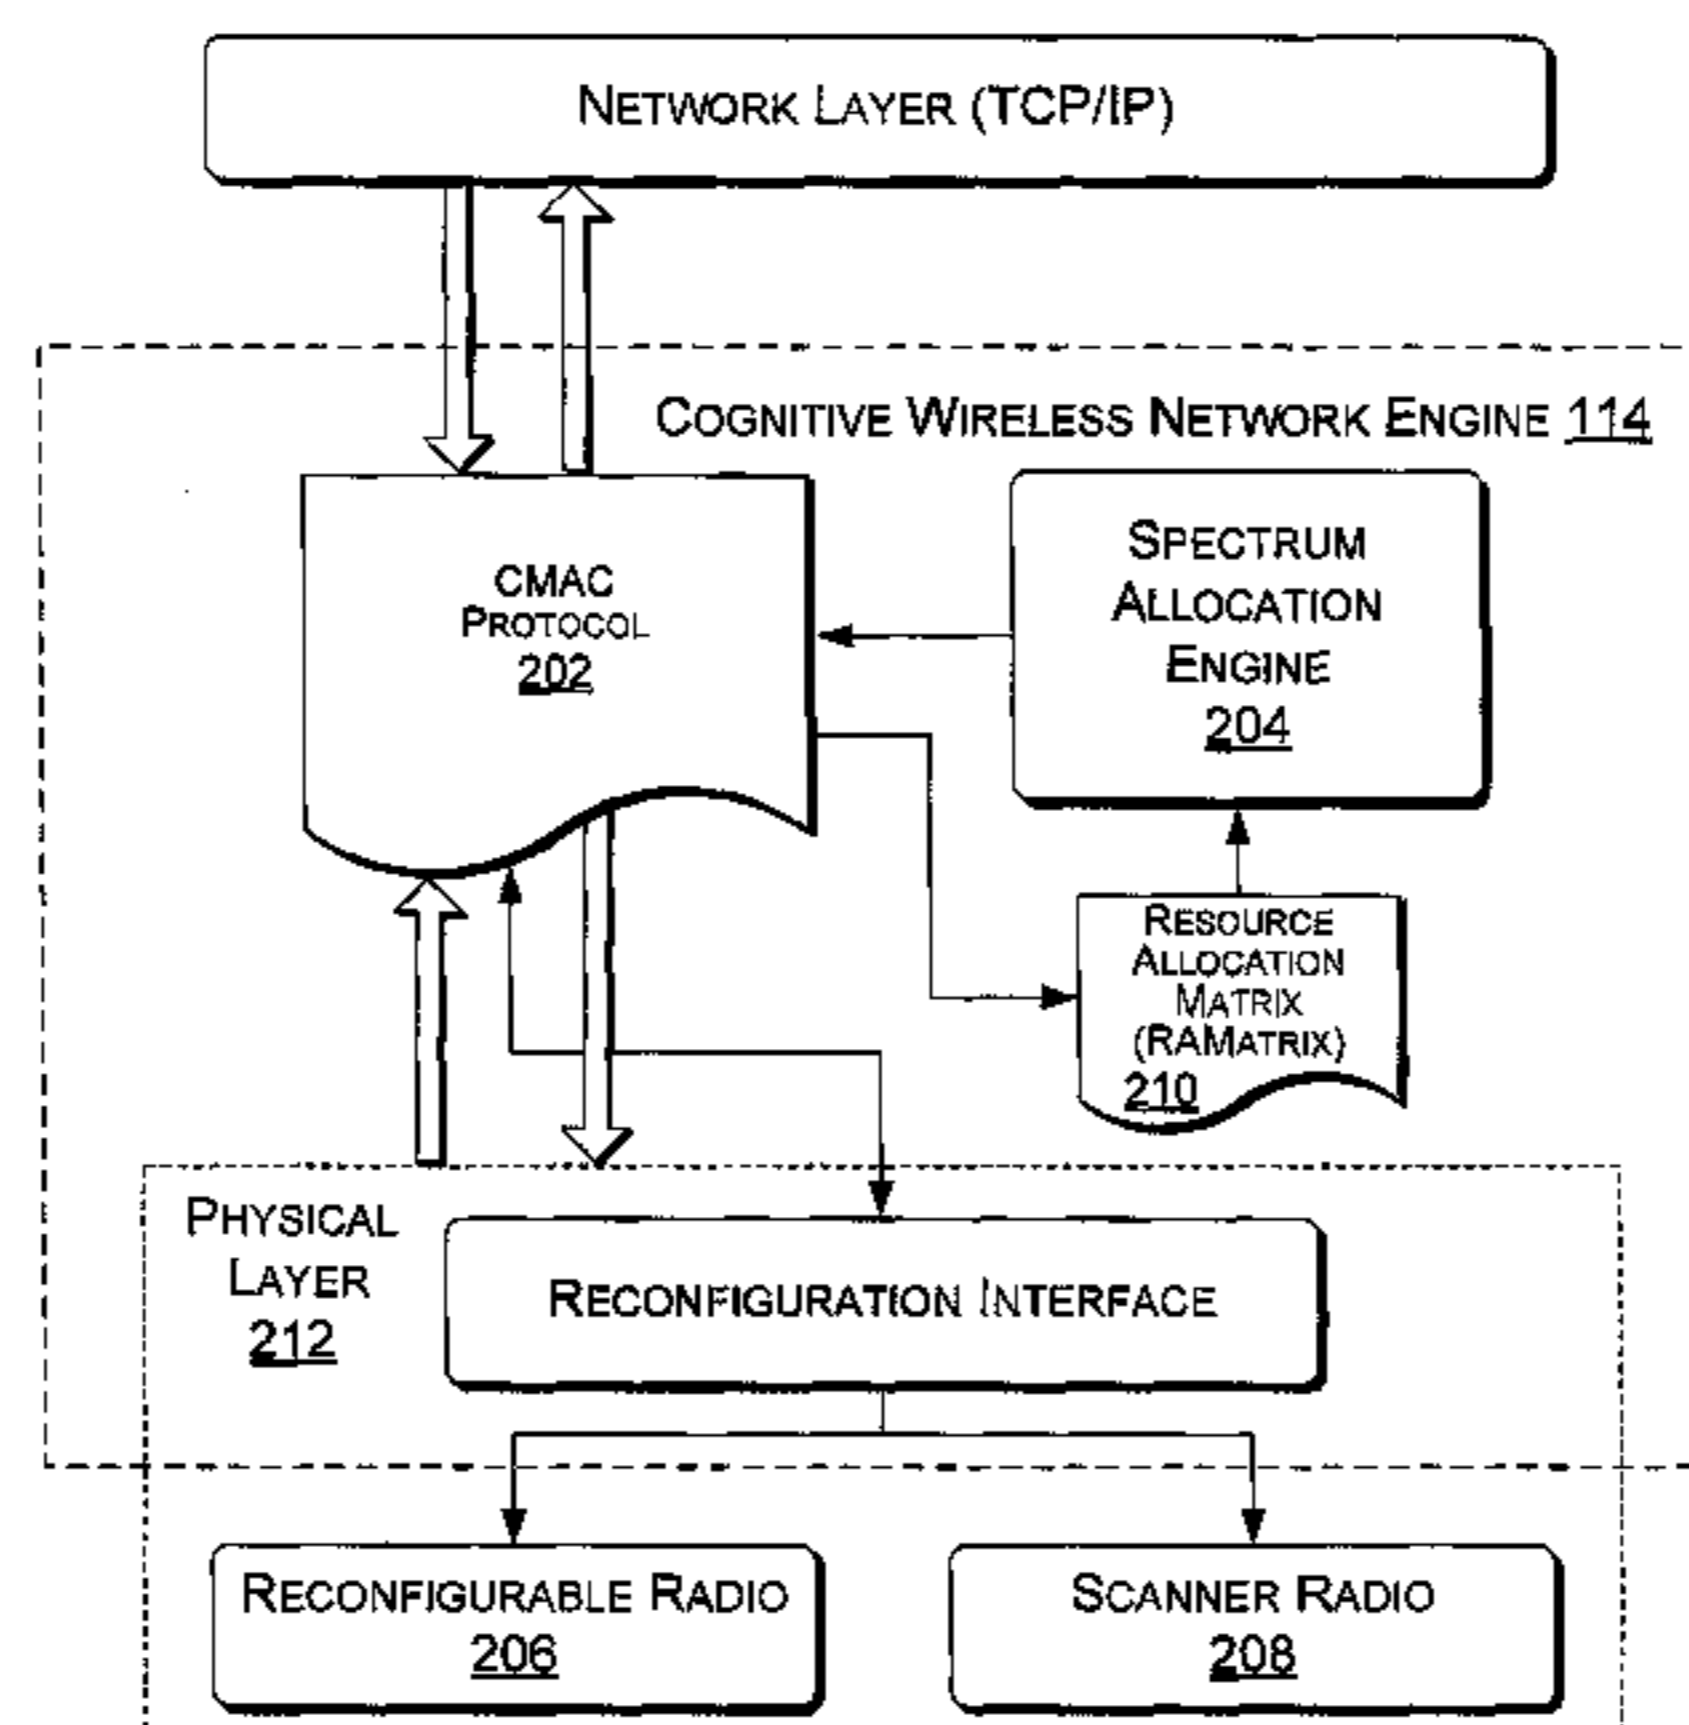 NETWORK LAYER (TCP/IP)
COGNITIVE WIRELESS NETWORK ENGINE 114
CMAC
PROTOCOL
202
SPECTRUM
ALLOCATION
ENGINE
204
RESOURCE
ALLOCATION
MATRIX
(RAMATRIX)
210
PHYSICAL
LAYER
212
RECONFIGURATION INTERFACE
RECONFIGURABLE RADIO
206
SCANNER RADIO
208